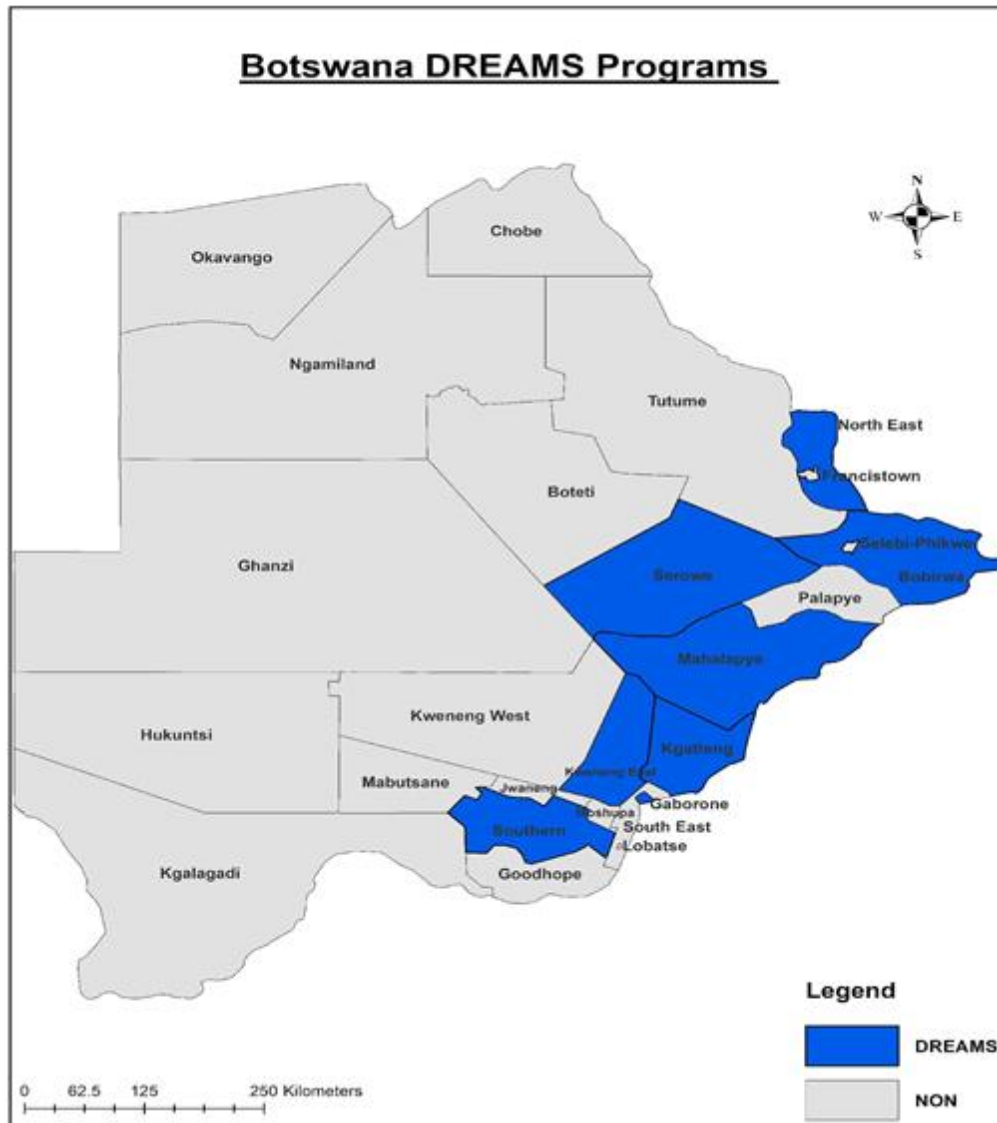 Botswana DREAMS Programs
N
W E
S
Chobe
Okavango
Ngamiland
Tutume
North East
Francistown
Boteti
Selebi-Phikwe
Ghanzi
Serowe
Bobirwa
Palapye
Mahalapye
Kweneng West
Hukuntsi
Kgatleng
Kweneng East
Mabutsane
Jwaneng
Gaborone
Moshupa
Southern
South East
Lobatse
Kgalagadi
Goodhope
Legend
DREAMS
NON
0 62.5 125 250 Kilometers